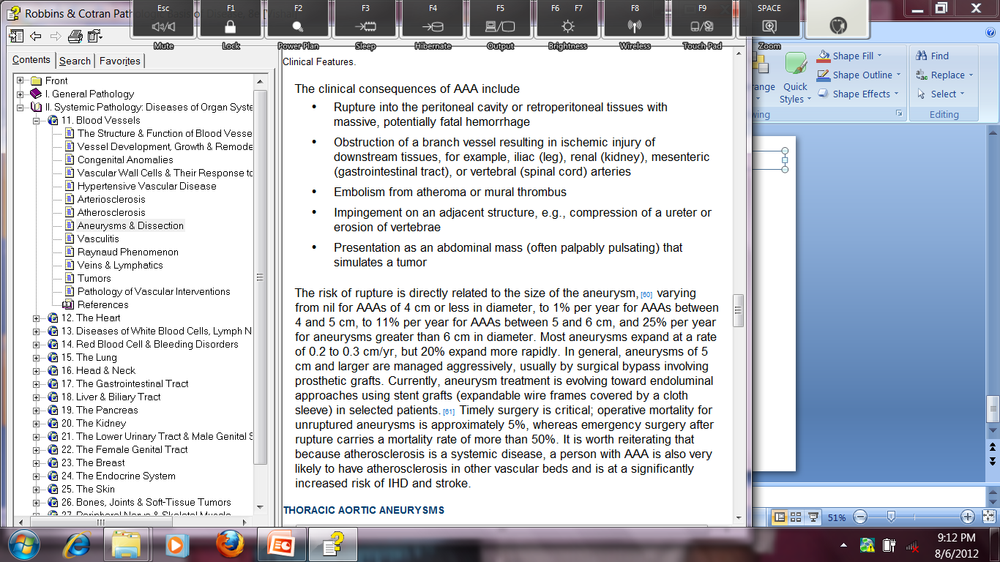 Robbins & Cotran Pathologic Basis of Disease, 8e
Esc
F1
F2
F3
F4
F5
F6 F7
F8
F9
SPACE
Mute
Lock
Power Plan
Sleep
Hibernate
Output
Brightness
Wireless
Touch Pad
Zoom
Contents
Search
Favorites
Front
I. General Pathology
II. Systemic Pathology: Diseases of Organ Syste
11. Blood Vessels
The Structure & Function of Blood Vesse
Vessel Development, Growth & Remode
Congenital Anomalies
Vascular Wall Cells & Their Response to
Hypertensive Vascular Disease
Arteriosclerosis
Atherosclerosis
Aneurysms & Dissection
Vasculitis
Raynaud Phenomenon
Veins & Lymphatics
Tumors
Pathology of Vascular Interventions
References
12. The Heart
13. Diseases of White Blood Cells, Lymph N
14. Red Blood Cell & Bleeding Disorders
15. The Lung
16. Head & Neck
17. The Gastrointestinal Tract
18. Liver & Biliary Tract
19. The Pancreas
20. The Kidney
21. The Lower Urinary Tract & Male Genital S
22. The Female Genital Tract
23. The Breast
24. The Endocrine System
25. The Skin
26. Bones, Joints & Soft-Tissue Tumors
27. Peripheral Nerve & Skeletal Muscle
Clinical Features.
The clinical consequences of AAA include
• Rupture into the peritoneal cavity or retroperitoneal tissues with
massive, potentially fatal hemorrhage
• Obstruction of a branch vessel resulting in ischemic injury of
downstream tissues, for example, iliac (leg), renal (kidney), mesenteric
(gastrointestinal tract), or vertebral (spinal cord) arteries
• Embolism from atheroma or mural thrombus
• Impingement on an adjacent structure, e.g., compression of a ureter or
erosion of vertebrae
• Presentation as an abdominal mass (often palpably pulsating) that
simulates a tumor
The risk of rupture is directly related to the size of the aneurysm, [60] varying
from nil for AAAs of 4 cm or less in diameter, to 1% per year for AAAs between
4 and 5 cm, to 11% per year for AAAs between 5 and 6 cm, and 25% per year
for aneurysms greater than 6 cm in diameter. Most aneurysms expand at a rate
of 0.2 to 0.3 cm/yr, but 20% expand more rapidly. In general, aneurysms of 5
cm and larger are managed aggressively, usually by surgical bypass involving
prosthetic grafts. Currently, aneurysm treatment is evolving toward endoluminal
approaches using stent grafts (expandable wire frames covered by a cloth
sleeve) in selected patients. [61] Timely surgery is critical; operative mortality for
unruptured aneurysms is approximately 5%, whereas emergency surgery after
rupture carries a mortality rate of more than 50%. It is worth reiterating that
because atherosclerosis is a systemic disease, a person with AAA is also very
likely to have atherosclerosis in other vascular beds and is at a significantly
increased risk of IHD and stroke.
THORACIC AORTIC ANEURYSMS
range
Quick
Styles
Shape Fill
Shape Outline
Shape Effects
wing
Find
Replace
Select
Editing
51%
9:12 PM
8/6/2012